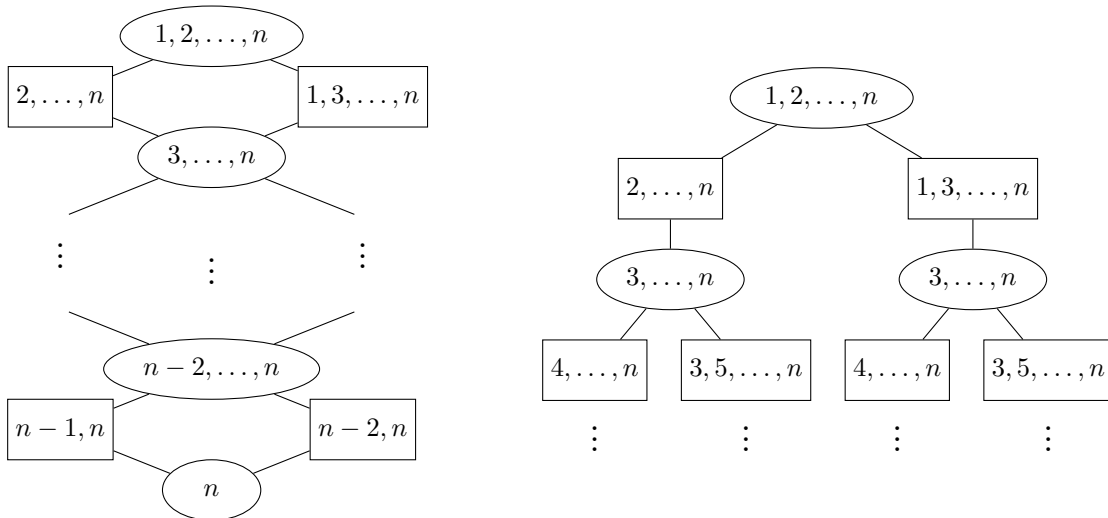 1, 2, . . . , n
2, . . . , n
1, 3, . . . , n
3, . . . , n
⋮
⋮
⋮
n − 2, . . . , n
n − 1, n
n − 2, n
n
1, 2, . . . , n
2, . . . , n
1, 3, . . . , n
3, . . . , n
3, . . . , n
4, . . . , n
3, 5, . . . , n
4, . . . , n
3, 5, . . . , n
⋮
⋮
⋮
⋮